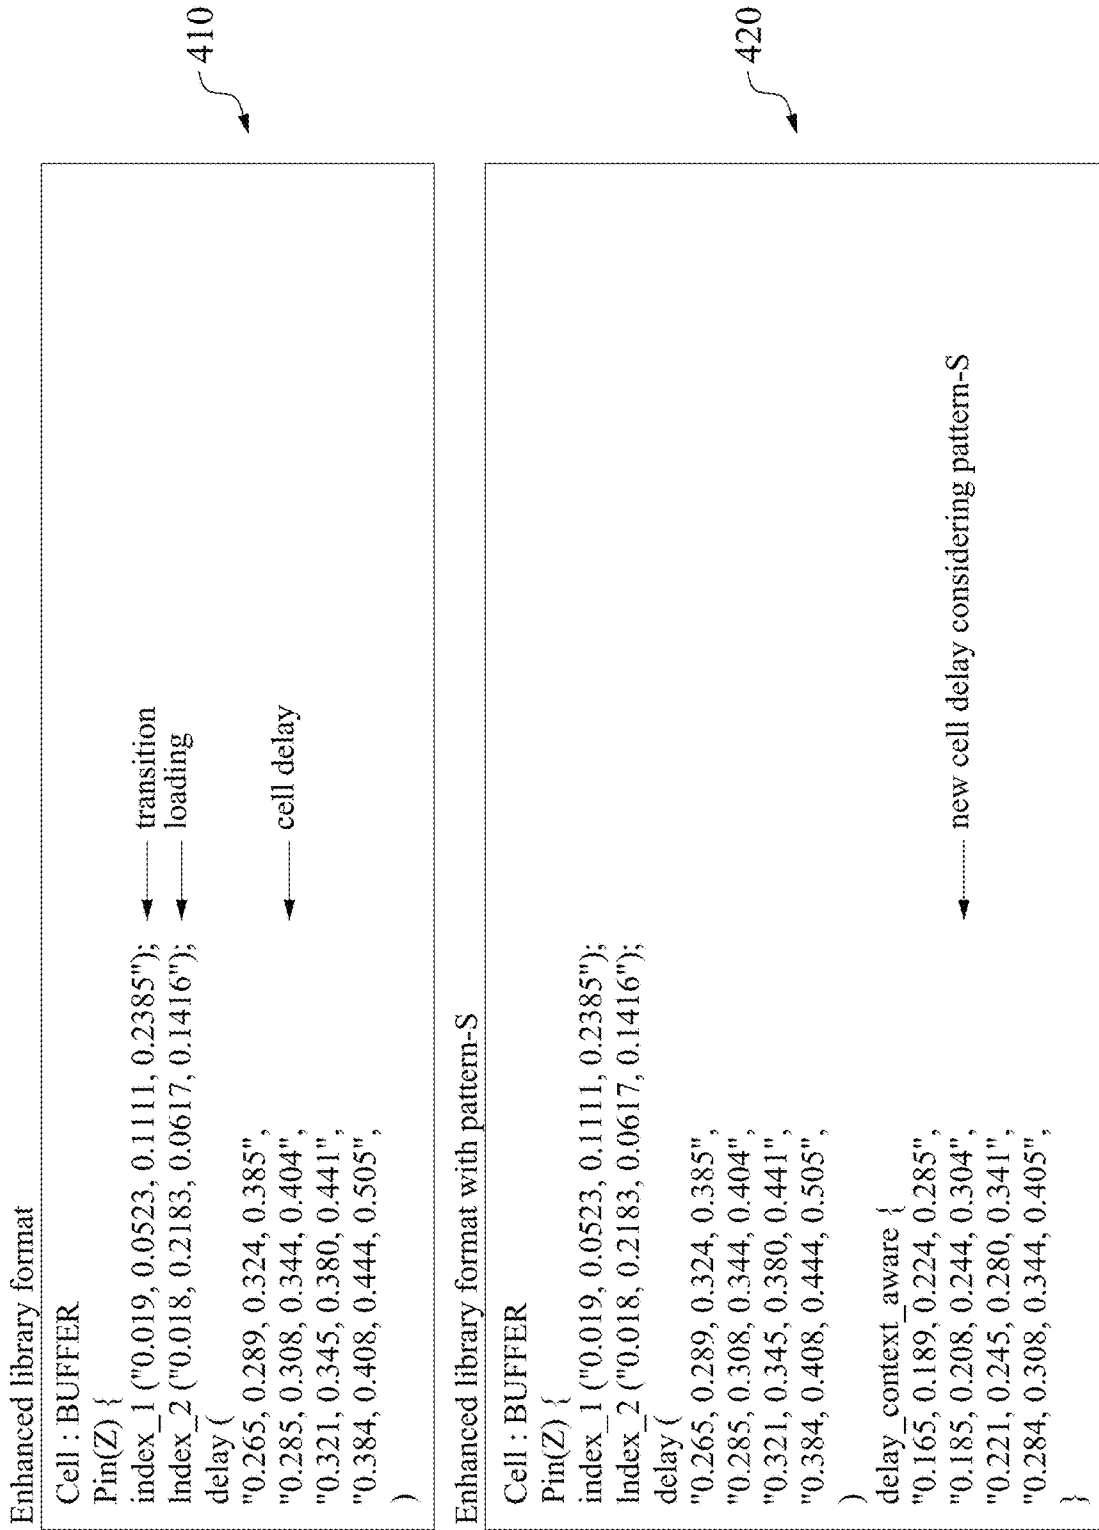 Enhanced library format
Cell : BUFFER
Pin(Z) {
index_1 ("0.019, 0.0523, 0.1111, 0.2385"); transition
Index_2 ("0.018, 0.2183, 0.0617, 0.1416"); loading
delay (
"0.265, 0.289, 0.324, 0.385",
"0.285, 0.308, 0.344, 0.404", cell delay
"0.321, 0.345, 0.380, 0.441",
"0.384, 0.408, 0.444, 0.505",
)
410
Enhanced library format with pattern-S
Cell : BUFFER
Pin(Z) {
index_1 ("0.019, 0.0523, 0.1111, 0.2385");
Index_2 ("0.018, 0.2183, 0.0617, 0.1416");
delay (
"0.265, 0.289, 0.324, 0.385",
"0.285, 0.308, 0.344, 0.404",
"0.321, 0.345, 0.380, 0.441",
"0.384, 0.408, 0.444, 0.505",
)
delay_context_aware {
"0.165, 0.189, 0.224, 0.285",
"0.185, 0.208, 0.244, 0.304", new cell delay considering pattern-S
"0.221, 0.245, 0.280, 0.341",
"0.284, 0.308, 0.344, 0.405",
}
420